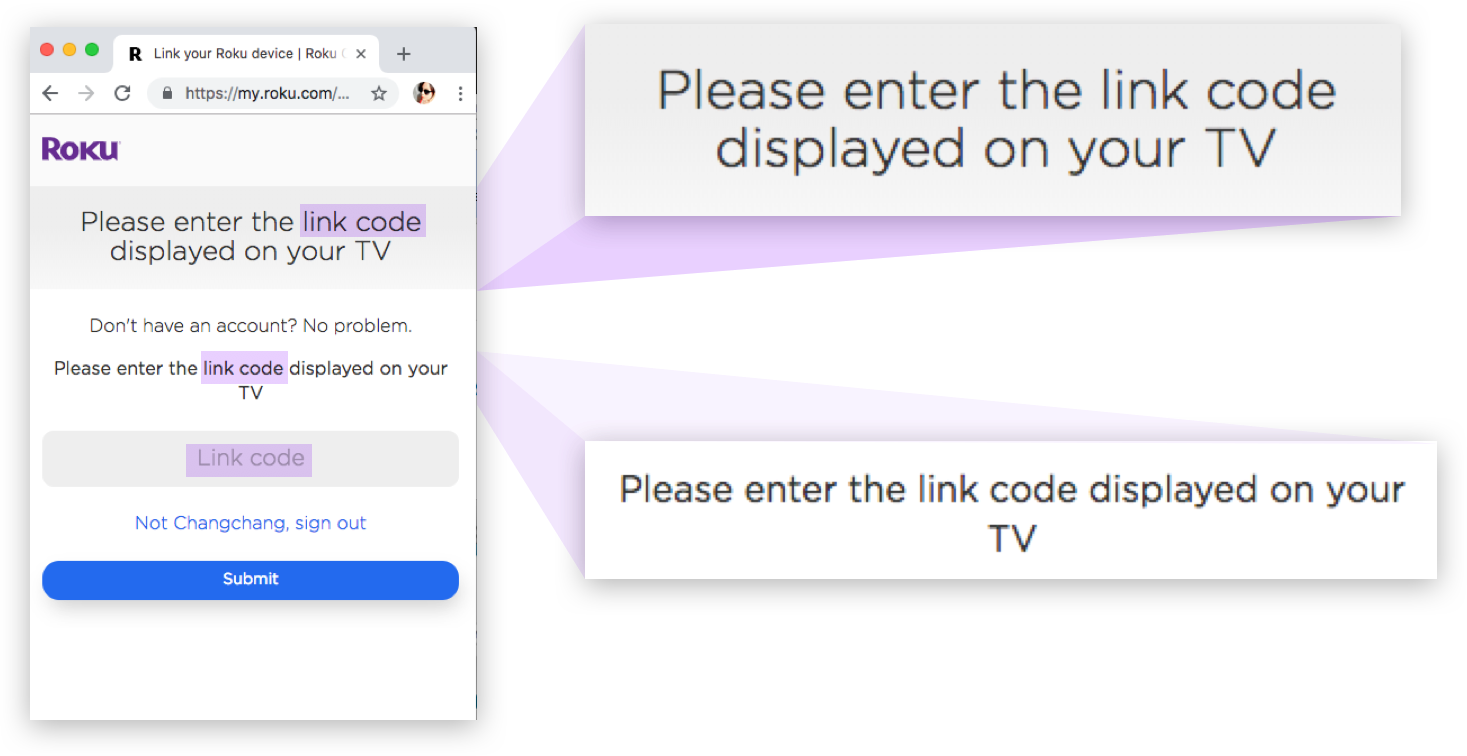 Link your Roku device | Roku
https://my.roku.com/...
Roku
Please enter the link code
displayed on your TV
Don't have an account? No problem.
Please enter the link code displayed on your
TV
Link code
Not Changchang, sign out
Submit
Please enter the link code
displayed on your TV
Please enter the link code displayed on your
TV